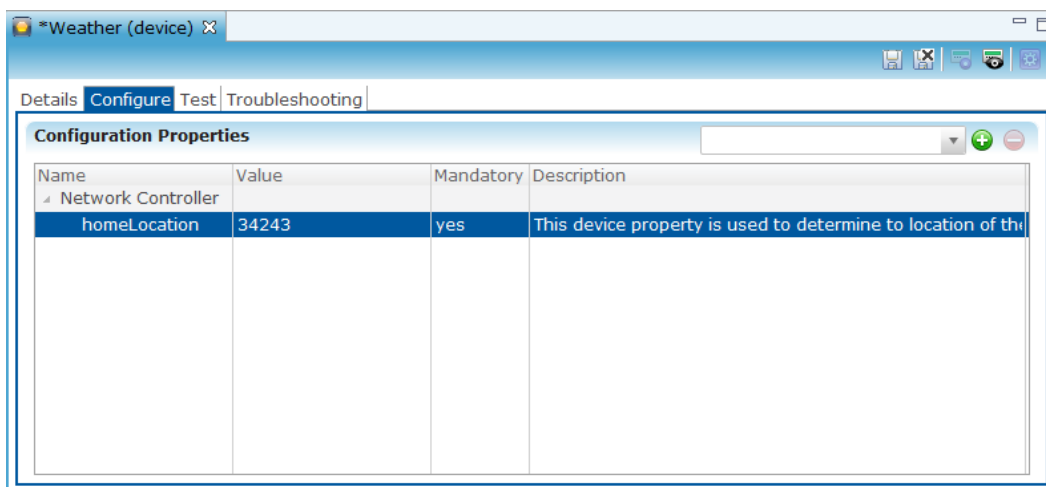 *Weather (device)
Details Configure Test Troubleshooting
Configuration Properties
Name Value Mandatory Description
Network Controller
homeLocation 34243 yes This device property is used to determine to location of the